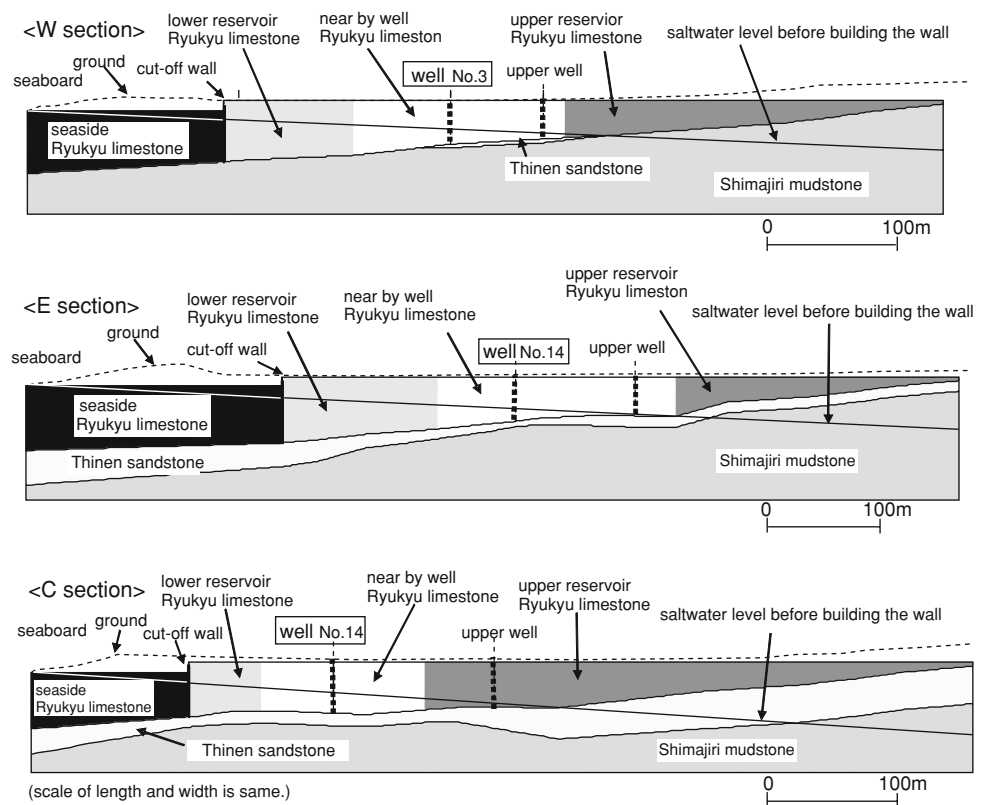 <W section>
lower reservoir
Ryukyu limestone
near by well
Ryukyu limeston
upper reservior
Ryukyu limestone
saltwater level before building the wall
ground
seaboard
cut-off wall
well No.3
upper well
seaside
Ryukyu limestone
Thinen sandstone
Shimajiri mudstone
0 100m
<E section>
lower reservoir
Ryukyu limestone
near by well
Ryukyu limestone
upper reservoir
Ryukyu limeston
saltwater level before building the wall
ground
seaboard
cut-off wall
well No.14
upper well
seaside
Ryukyu limestone
Thinen sandstone
Shimajiri mudstone
0 100m
<C section>
lower reservoir
Ryukyu limestone
near by well
Ryukyu limestone
upper reservoir
Ryukyu limestone
saltwater level before building the wall
seaboard
ground
cut-off wall
well No.14
upper well
seaside
Ryukyu limestone
Thinen sandstone
Shimajiri mudstone
(scale of length and width is same.)
0 100m